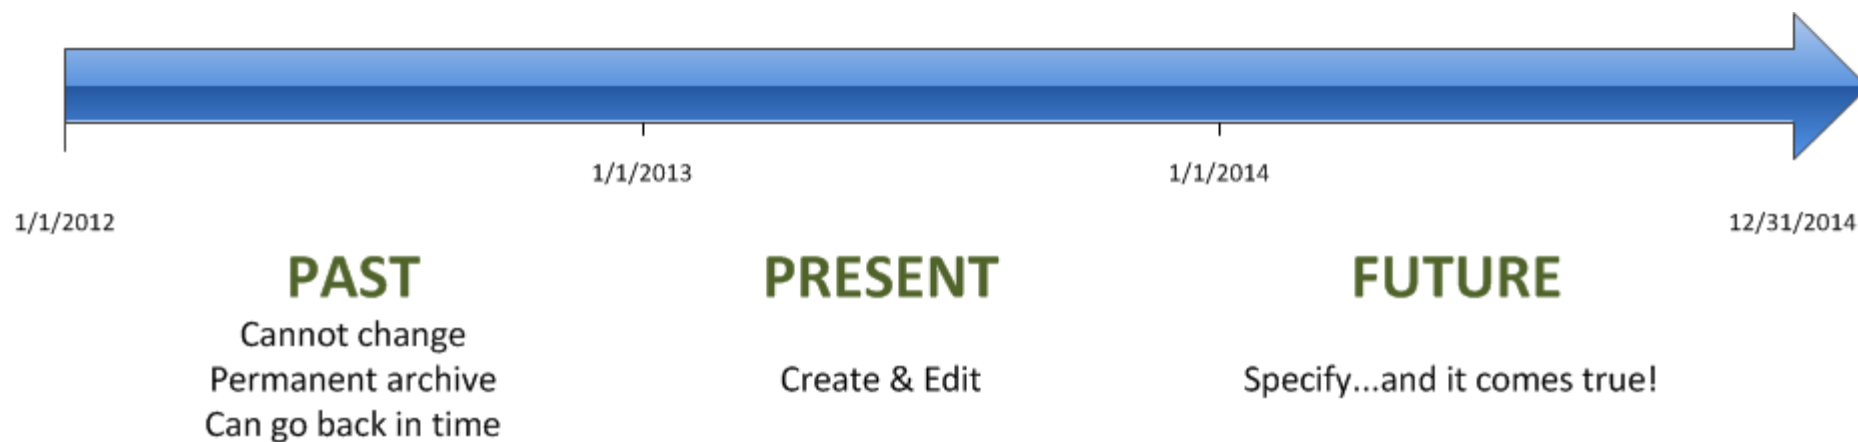 1/1/2013
1/1/2014
1/1/2012
12/31/2014
PAST
Cannot change
Permanent archive
Can go back in time
PRESENT
Create & Edit
FUTURE
Specify...and it comes true!